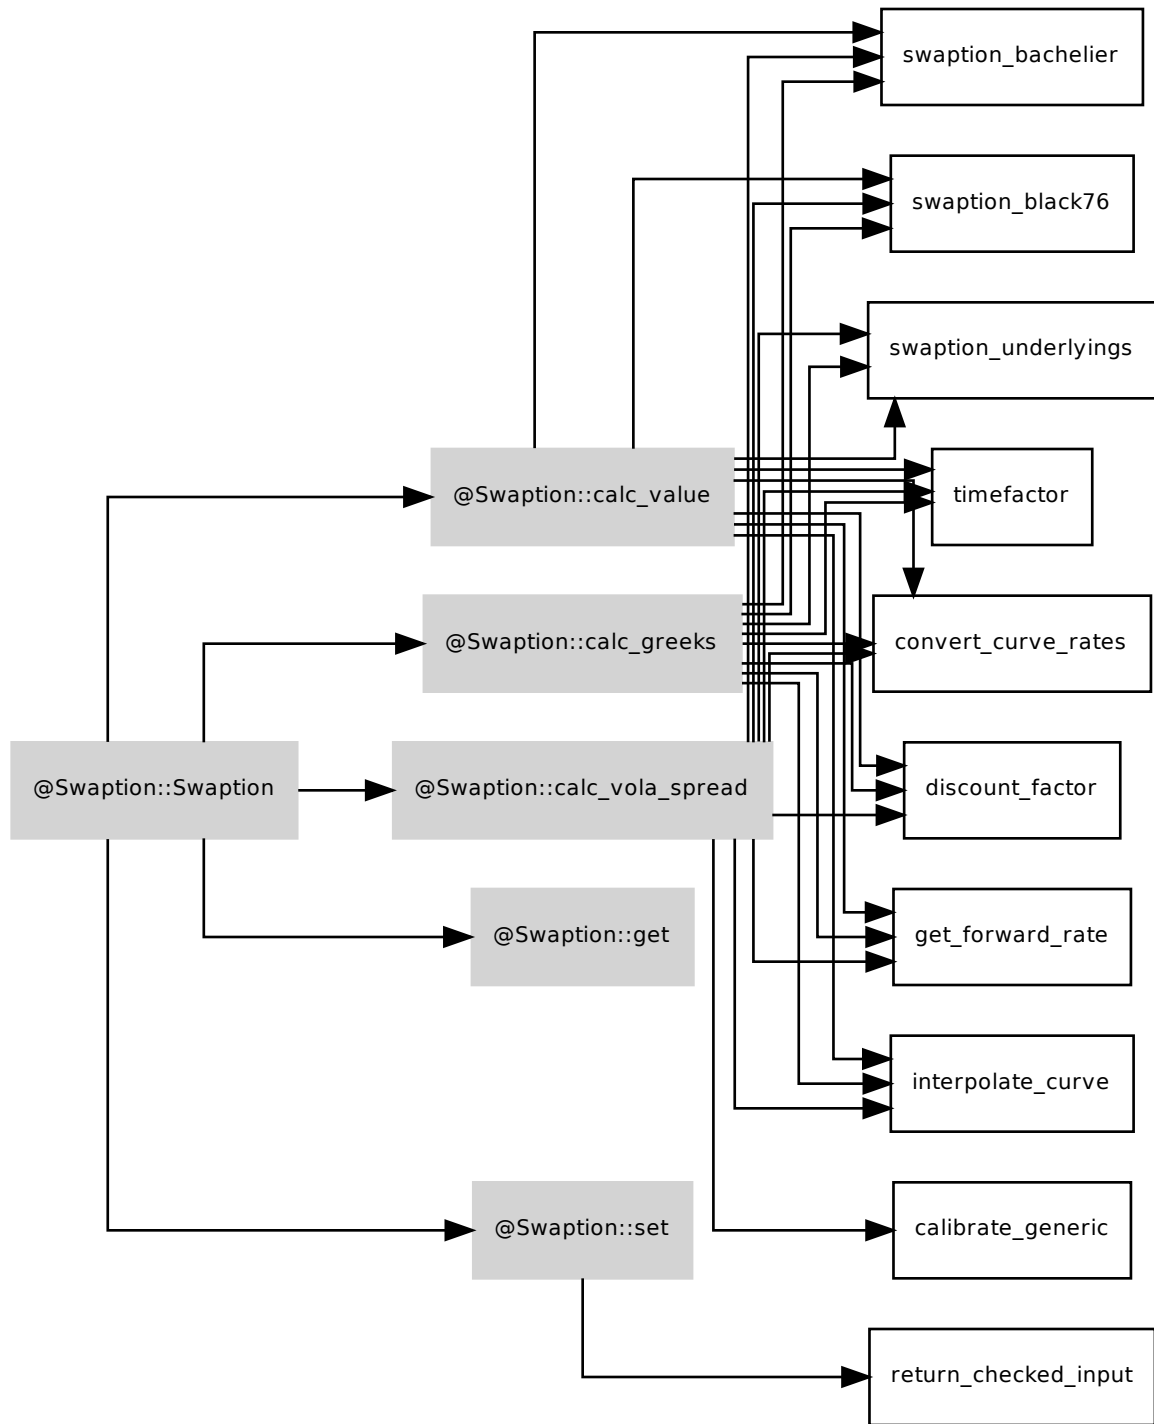 swaption_bachelier
swaption_black76
swaption_underlyings
@Swaption::calc_value
timefactor
@Swaption::calc_greeks
convert_curve_rates
@Swaption::Swaption
@Swaption::calc_vola_spread
discount_factor
@Swaption::get
get_forward_rate
interpolate_curve
@Swaption::set
calibrate_generic
return_checked_input